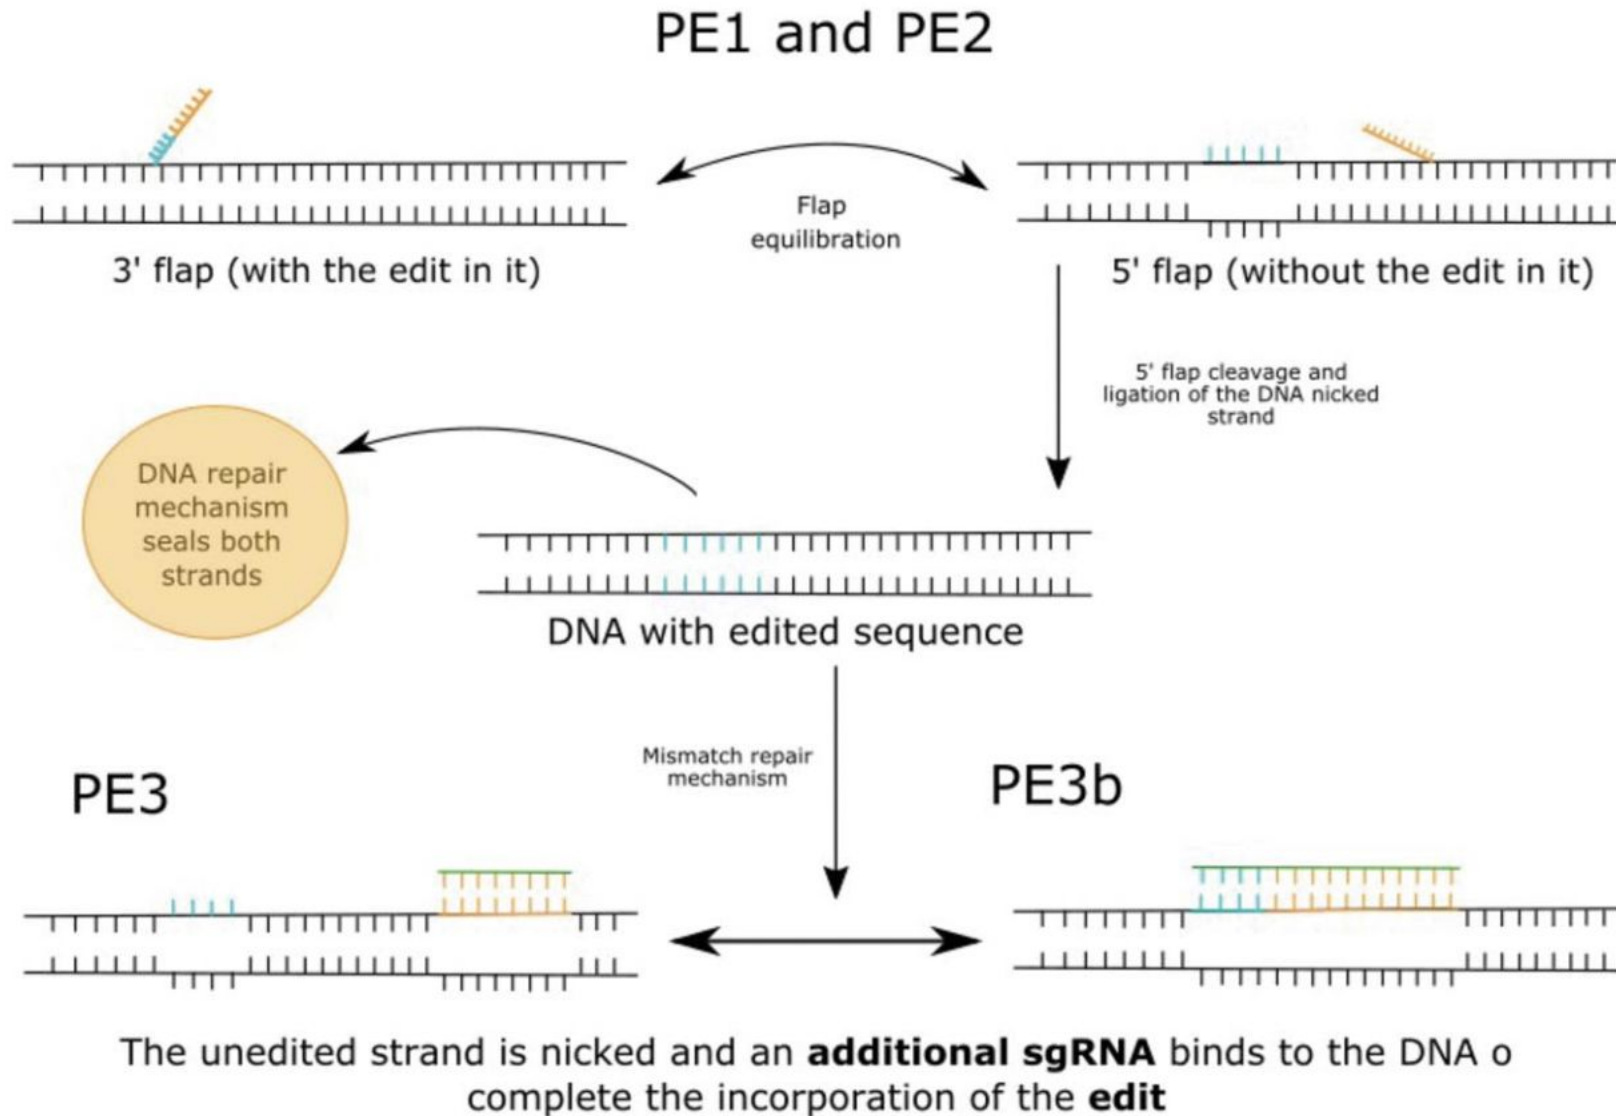 PE1 and PE2
Flap
equilibration
3' flap (with the edit in it)
5' flap (without the edit in it)
5' flap cleavage and
ligation of the DNA nicked
strand
DNA repair
mechanism
seals both
strands
DNA with edited sequence
Mismatch repair
mechanism
PE3
PE3b
The unedited strand is nicked and an additional sgRNA binds to the DNA o
complete the incorporation of the edit